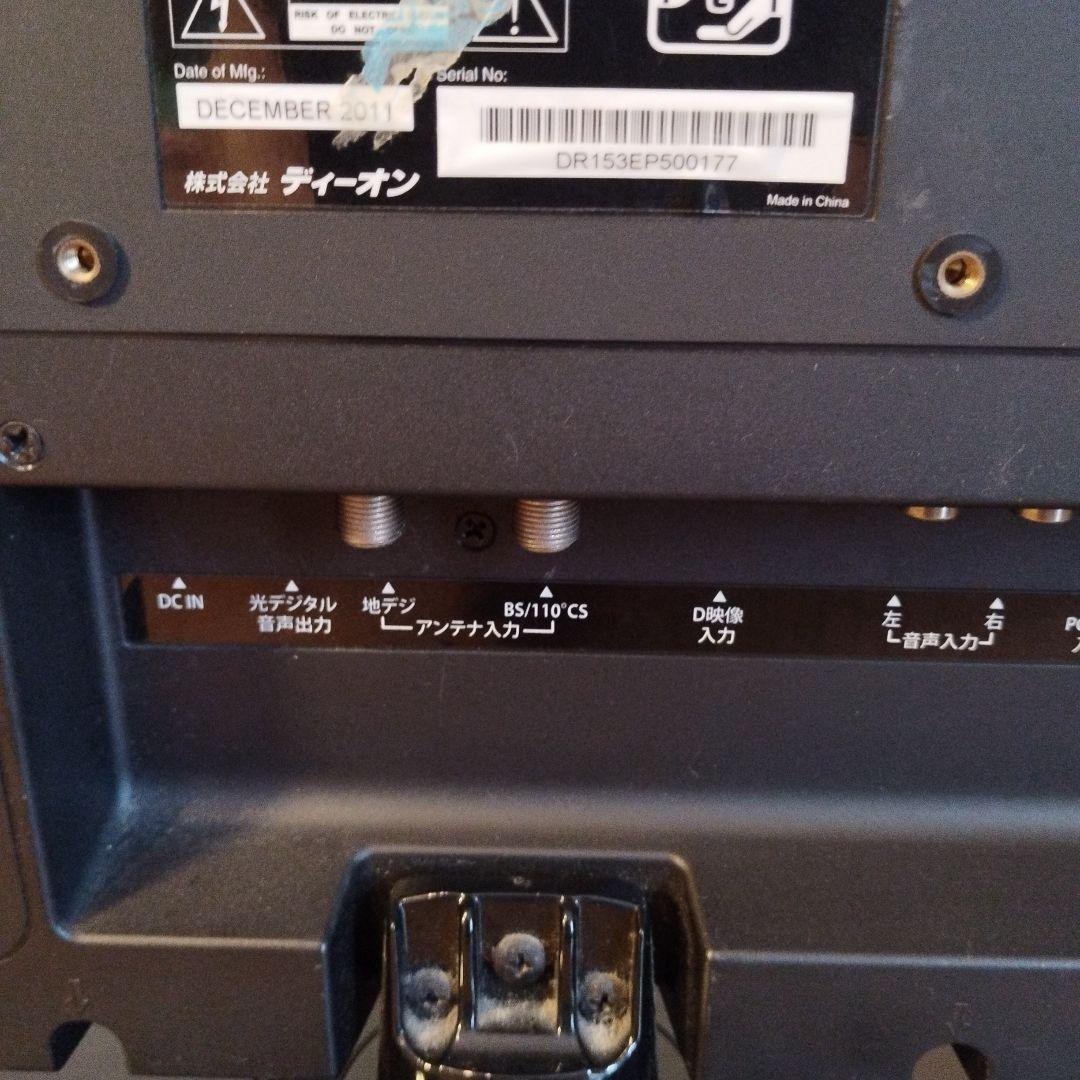 RISK OF ELECTRIC
DO NOT
Date of Mfg.:
DECEMBER 2011
Serial No:
DR153EP500177
株式会社 ディーオン
Made in China
DC IN
光デジタル
音声出力
地デジ
BS/110°CS
アンテナ入力
D映像
入力
左
右
音声入力